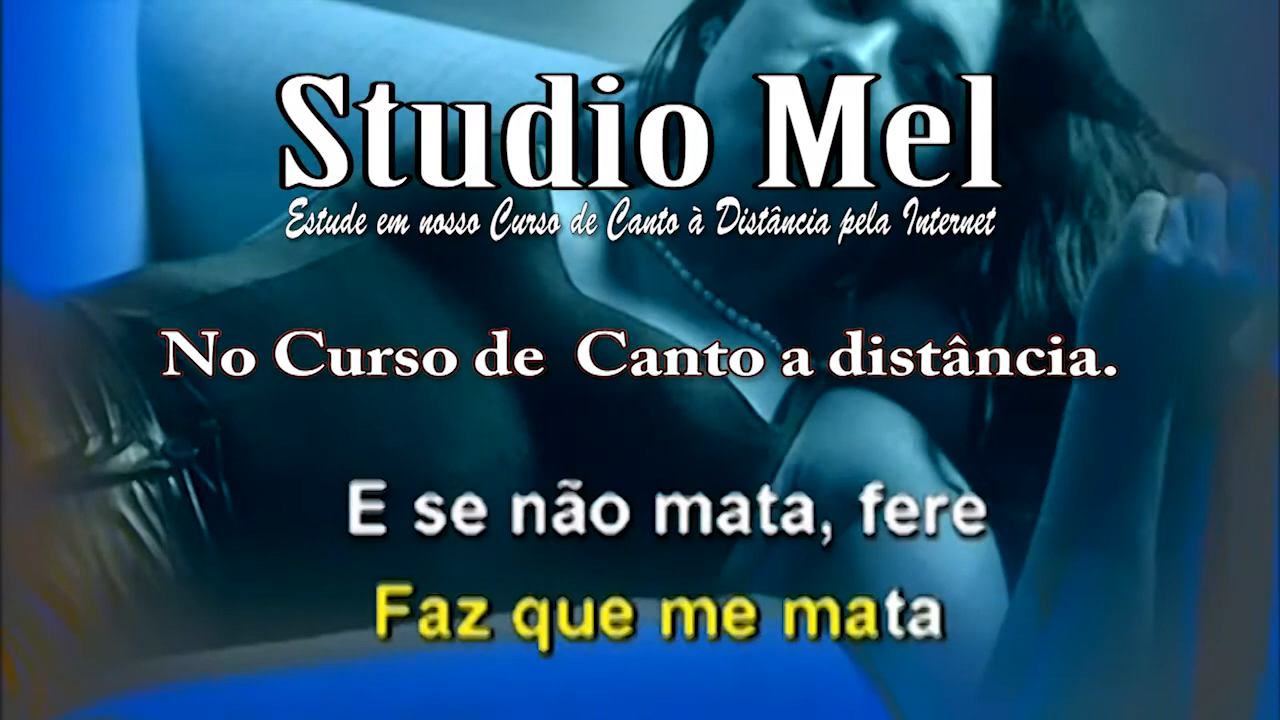 Studio Mel
Estude em nosso Curso de Canto à Distância pela Internet
No Curso de Canto a distância.
E se não mata, fere
Faz que me mata